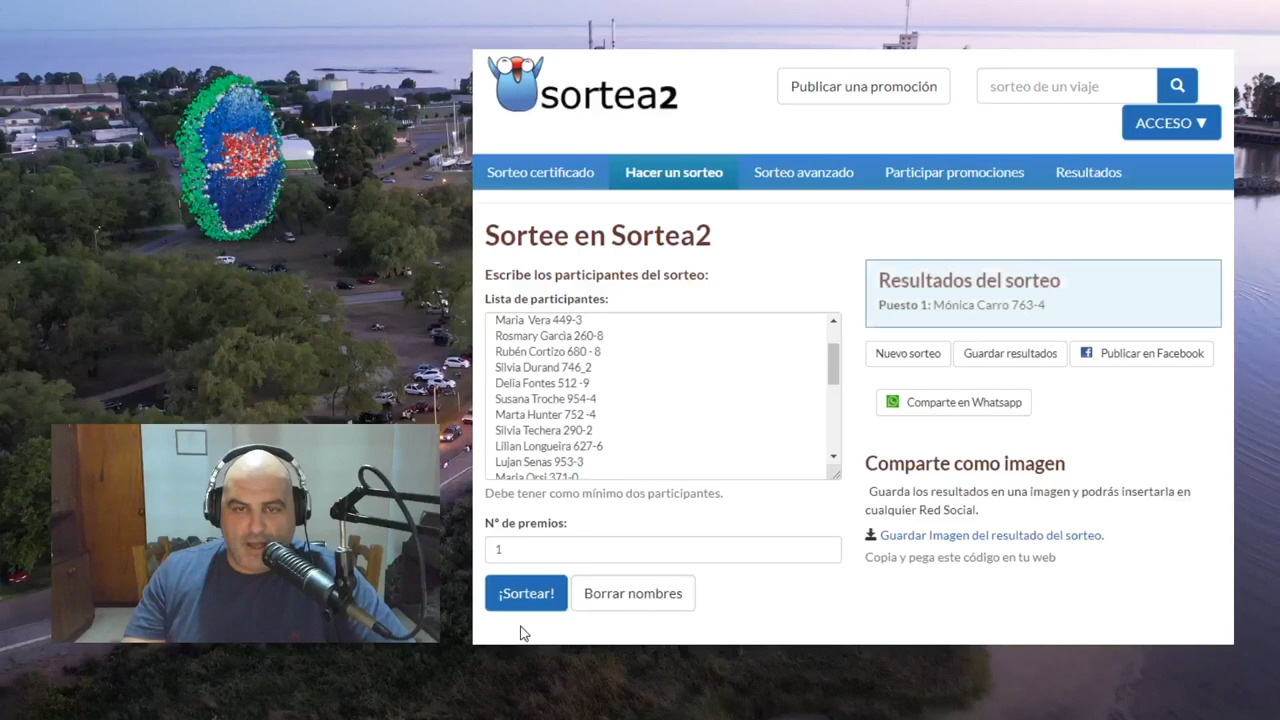 sortea2
Publicar una promoción
sorteo de un viaje
ACCESO ▼
Sorteo certificado
Hacer un sorteo
Sorteo avanzado
Participar promociones
Resultados
Sortee en Sortea2
Escribe los participantes del sorteo:
Lista de participantes:
Maria Vera 449-3
Rosmary Garcia 260-8
Rubén Cortizo 680 - 8
Silvia Durand 746_2
Delia Fontes 512 -9
Susana Troche 954-4
Marta Hunter 752 -4
Silvia Techera 290-2
Lilian Longueira 627-6
Lujan Senas 953-3
Maria Orsi 371-0
Debe tener como mínimo dos participantes.
Nº de premios:
1
¡Sortear!
Borrar nombres
Resultados del sorteo
Puesto 1: Mónica Carro 763-4
Nuevo sorteo
Guardar resultados
Publicar en Facebook
Comparte en Whatsapp
Comparte como imagen
Guarda los resultados en una imagen y podrás insertarla en
cualquier Red Social.
Guardar Imagen del resultado del sorteo.
Copia y pega este código en tu web